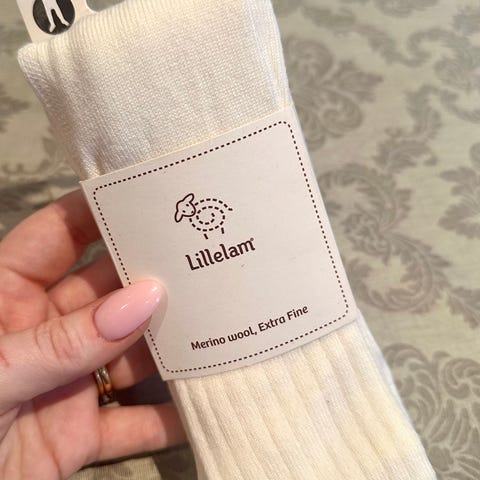 Lillelam®
Merino wool, Extra Fine